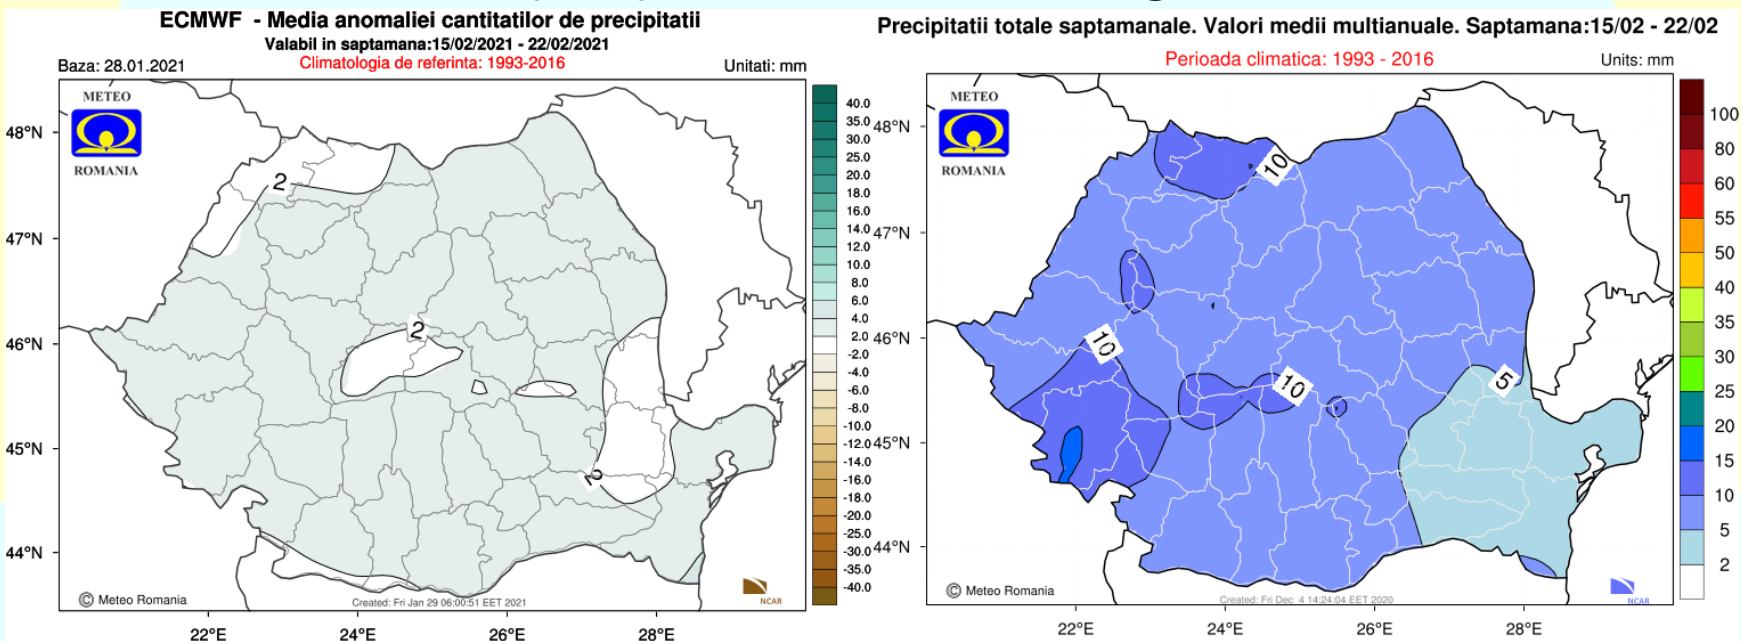 ECMWF - Media anomaliei cantitatilor de precipitatii
Valabil in saptamana:15/02/2021 - 22/02/2021
Baza: 28.01.2021
Climatologia de referinta: 1993-2016
Unitati: mm
METEO
ROMANIA
48°N
47°N
46°N
45°N
44°N
22°E
24°E
26°E
28°E
2
2
2
40.0
35.0
30.0
25.0
20.0
18.0
16.0
14.0
12.0
10.0
8.0
6.0
4.0
2.0
-2.0
-4.0
-6.0
-8.0
-10.0
-12.0
-14.0
-16.0
-18.0
-20.0
-25.0
-30.0
-35.0
-40.0
© Meteo Romania
Created: Fri Jan 29 06:00:51 EET 2021
NCAR
Precipitatii totale saptamanale. Valori medii multianuale. Saptamana:15/02 - 22/02
Perioada climatica: 1993 - 2016
Units: mm
METEO
ROMANIA
48°N
47°N
46°N
45°N
44°N
22°E
24°E
26°E
28°E
10
10
10
5
100
80
60
55
50
40
35
30
25
20
15
10
5
2
© Meteo Romania
Created: Fri Dec 4 14:24:04 EET 2020
NCAR